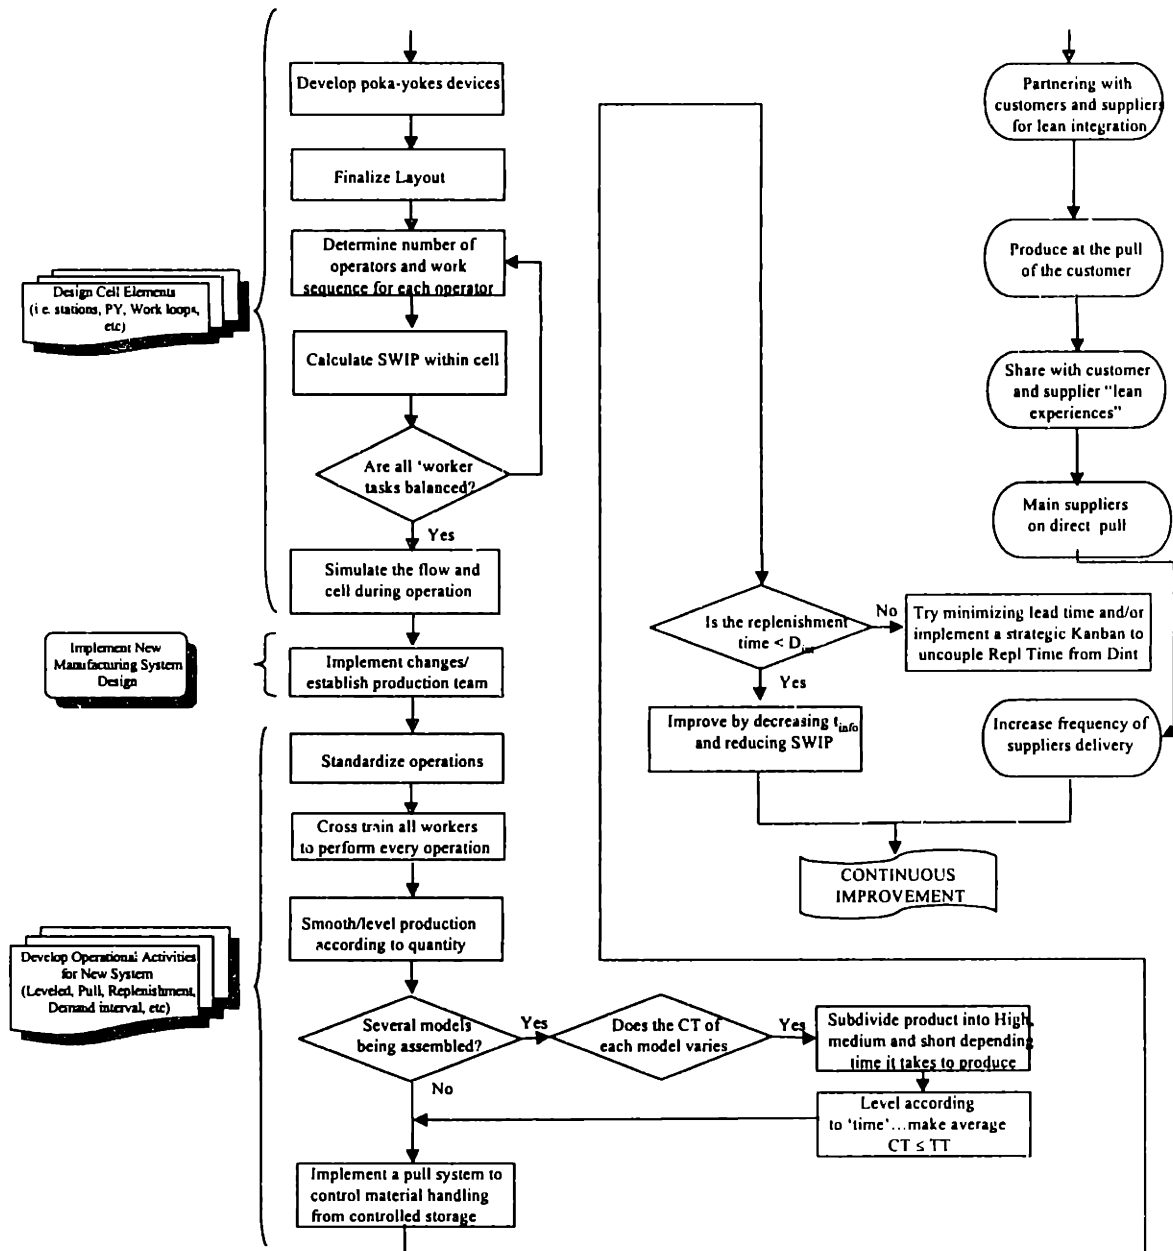 Develop poka-yokes devices
Finalize Layout
Determine number of
operators and work
sequence for each operator
Calculate SWIP within cell
Are all 'worker
tasks balanced?
Yes
Simulate the flow and
cell during operation
Design Cell Elements
(i.e. stations, PY, Work loops,
etc)
Implement New
Manufacturing System
Design
Implement changes/
establish production team
Standardize operations
Cross train all workers
to perform every operation
Smooth/level production
according to quantity
Develop Operational Activities
for New System
(Leveled, Pull, Replenishment,
Demand interval, etc)
Several models
being assembled?
Yes
No
Does the CT of
each model varies
Yes
Subdivide product into High,
medium and short depending
time it takes to produce
Level according
to 'time'...make average
CT ≤ TT
Implement a pull system to
control material handling
from controlled storage
Is the replenishment
time < Dint
No
Try minimizing lead time and/or
implement a strategic Kanban to
uncouple Repl Time from Dint
Yes
Improve by decreasing tinfo
and reducing SWIP
Partnering with
customers and suppliers
for lean integration
Produce at the pull
of the customer
Share with customer
and supplier "lean
experiences"
Main suppliers
on direct pull
Increase frequency of
suppliers delivery
CONTINUOUS
IMPROVEMENT